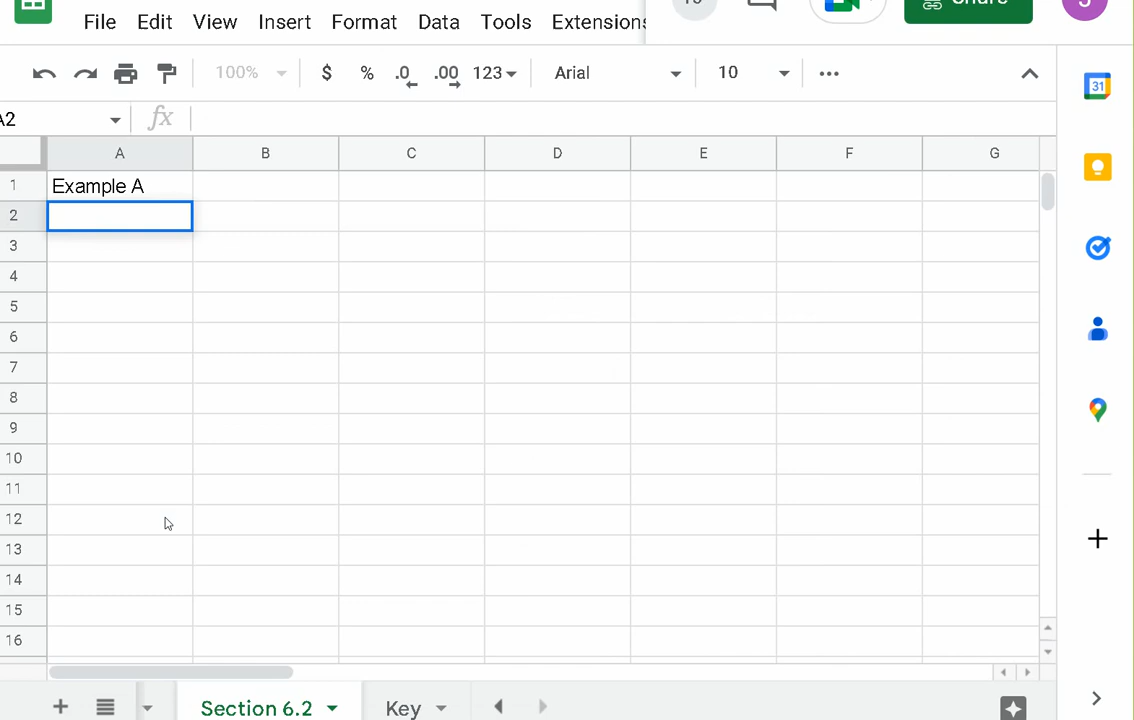 File Edit View Insert Format Data Tools Extensions
100% $ % .0 .00 123 Arial 10
A2 fx
A B C D E F G
1 Example A
2
3
4
5
6
7
8
9
10
11
12
13
14
15
16
Section 6.2 Key
31